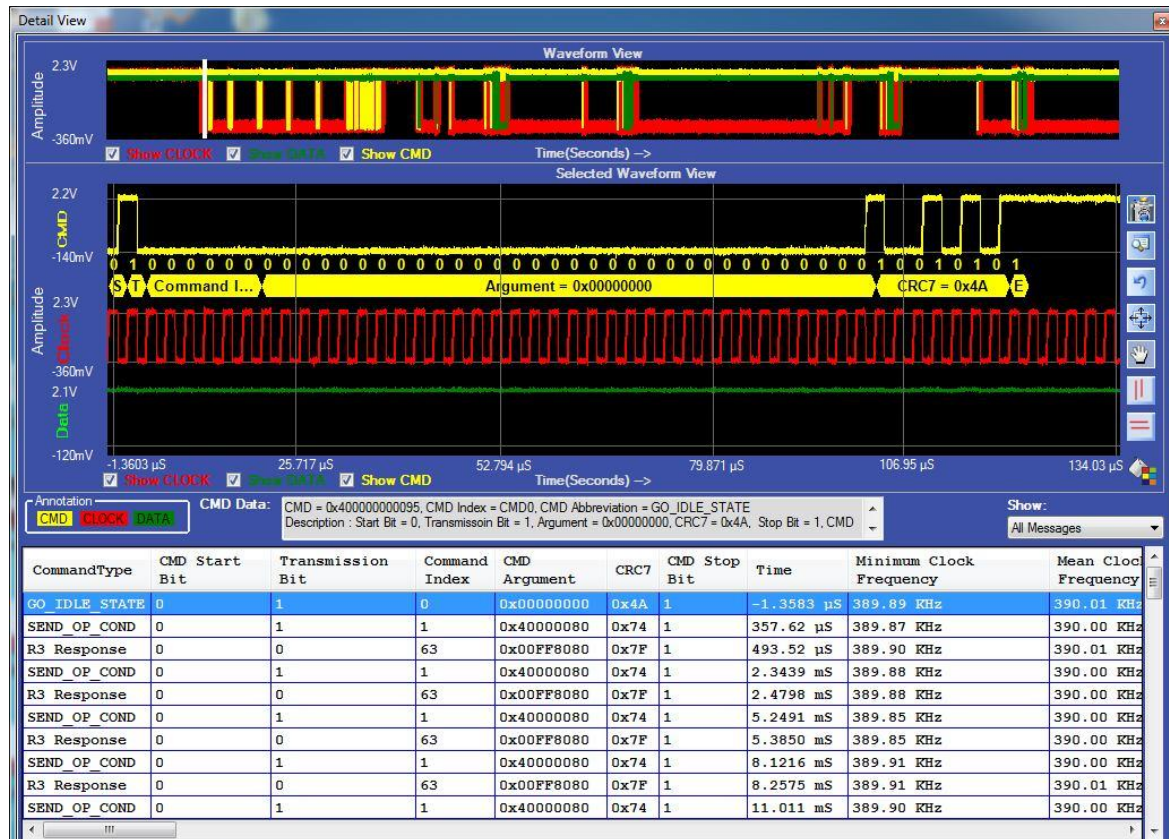 Detail View
Waveform View
2.3V
Amplitude
-360mV
Show CLOCK Show DATA Show CMD Time(Seconds) -->
Selected Waveform View
2.2V
CMD
-140mV
0 1 0 0 0 0 0 0 0 0 0 0 0 0 0 0 0 0 0 0 0 0 0 0 0 0 0 0 0 0 0 0 0 0 0 0 0 0 0 0 1 0 0 1 0 1 0 1
S T Command I... Argument = 0x00000000 CRC7 = 0x4A E
2.3V
Amplitude
Clock
-360mV
2.1V
Data
-120mV
-1.3603 µS 25.717 µS 52.794 µS 79.871 µS 106.95 µS 134.03 µS
Show CLOCK Show DATA Show CMD Time(Seconds) -->
Annotation
CMD CLOCK DATA
CMD Data:
CMD = 0x400000000095, CMD Index = CMD0, CMD Abbreviation = GO_IDLE_STATE
Description : Start Bit = 0, Transmissoin Bit = 1, Argument = 0x00000000, CRC7 = 0x4A, Stop Bit = 1, CMD
Show:
All Messages
CommandType CMD Start Bit Transmission Bit Command Index CMD Argument CRC7 CMD Stop Bit Time Minimum Clock Frequency Mean Cloc Frequency
GO_IDLE_STATE 0 1 0 0x00000000 0x4A 1 -1.3583 µS 389.89 KHz 390.01 KHz
SEND_OP_COND 0 1 1 0x40000080 0x74 1 357.62 µS 389.87 KHz 390.00 KHz
R3 Response 0 0 63 0x00FF8080 0x7F 1 493.52 µS 389.90 KHz 390.01 KHz
SEND_OP_COND 0 1 1 0x40000080 0x74 1 2.3439 mS 389.88 KHz 390.00 KHz
R3 Response 0 0 63 0x00FF8080 0x7F 1 2.4798 mS 389.88 KHz 390.00 KHz
SEND_OP_COND 0 1 1 0x40000080 0x74 1 5.2491 mS 389.85 KHz 390.00 KHz
R3 Response 0 0 63 0x00FF8080 0x7F 1 5.3850 mS 389.85 KHz 390.00 KHz
SEND_OP_COND 0 1 1 0x40000080 0x74 1 8.1216 mS 389.91 KHz 390.00 KHz
R3 Response 0 0 63 0x00FF8080 0x7F 1 8.2575 mS 389.91 KHz 390.01 KHz
SEND_OP_COND 0 1 1 0x40000080 0x74 1 11.011 mS 389.90 KHz 390.00 KHz